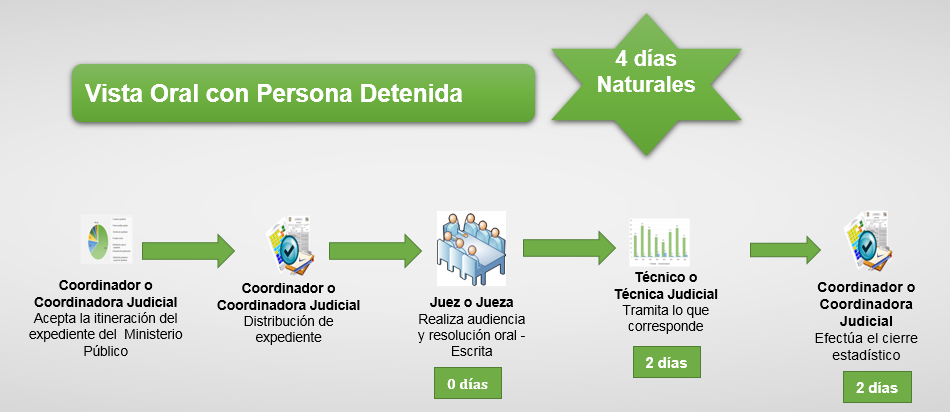 Vista Oral con Persona Detenida
4 días
Naturales
Coordinador o
Coordinadora Judicial
Acepta la itineración del
expediente del Ministerio
Público
Coordinador o
Coordinadora Judicial
Distribución de
expediente
Juez o Jueza
Realiza audiencia
y resolución oral -
Escrita
0 días
Técnico o
Técnica Judicial
Tramita lo que
corresponde
2 días
Coordinador o
Coordinadora
Judicial
Efectúa el cierre
estadístico
2 días